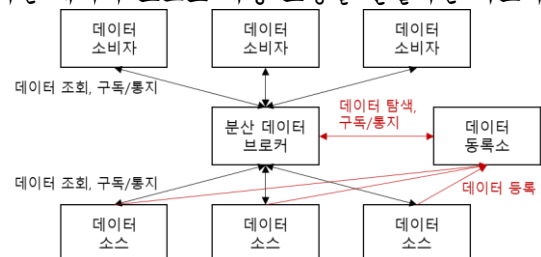 데이터
소비자
데이터
소비자
데이터
소비자
데이터 조회, 구독/통지
데이터 탐색,
구독/통지
분산 데이터
브로커
데이터
등록소
데이터 조회, 구독/통지
데이터 등록
데이터
소스
데이터
소스
데이터
소스